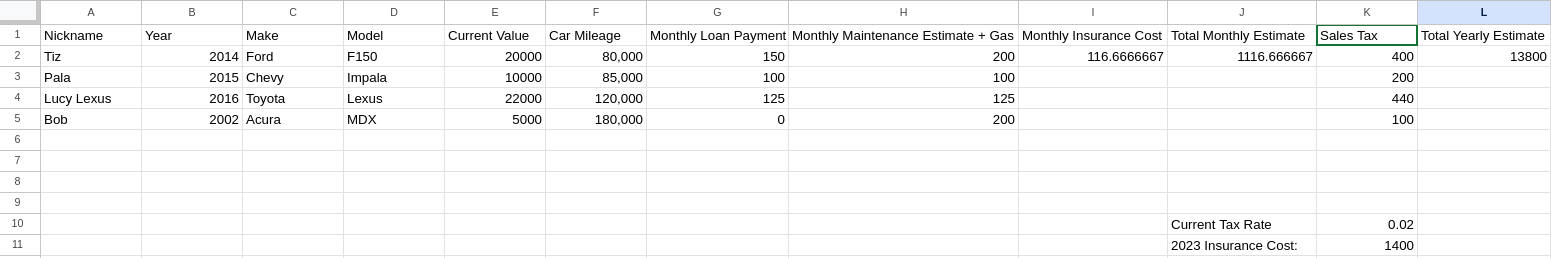 A B C D E F G H I J K L
1 Nickname Year Make Model Current Value Car Mileage Monthly Loan Payment Monthly Maintenance Estimate + Gas Monthly Insurance Cost Total Monthly Estimate Sales Tax Total Yearly Estimate
2 Tiz 2014 Ford F150 20000 80,000 150 200 116.6666667 1116.666667 400 13800
3 Pala 2015 Chevy Impala 10000 85,000 100 100 200
4 Lucy Lexus 2016 Toyota Lexus 22000 120,000 125 125 440
5 Bob 2002 Acura MDX 5000 180,000 0 200 100
6
7
8
9
10 Current Tax Rate 0.02
11 2023 Insurance Cost: 1400